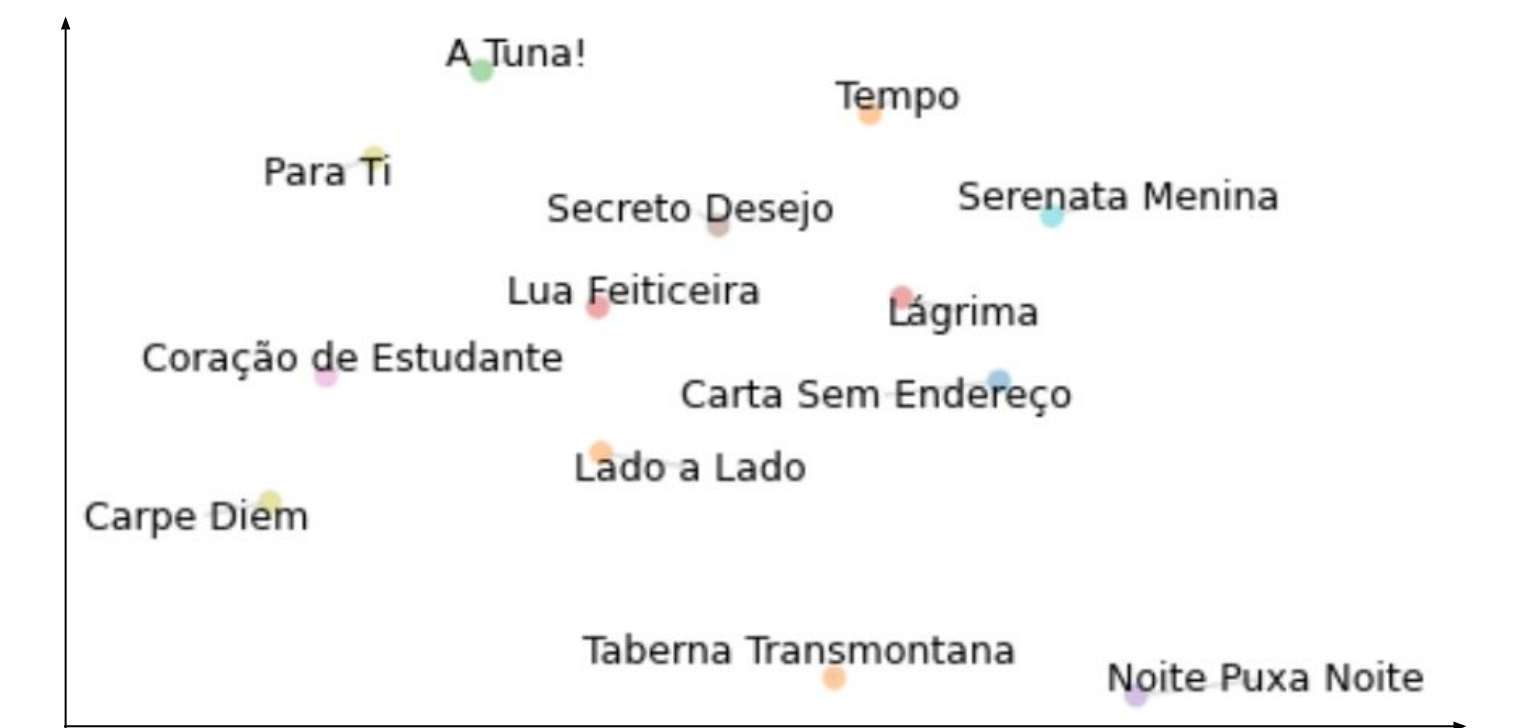 A Tuna!
Tempo
Para Ti
Serenata Menina
Secreto Desejo
Lua Feiticeira
Lágrima
Coração de Estudante
Carta Sem Endereço
Lado a Lado
Carpe Diem
Taberna Transmontana
Noite Puxa Noite